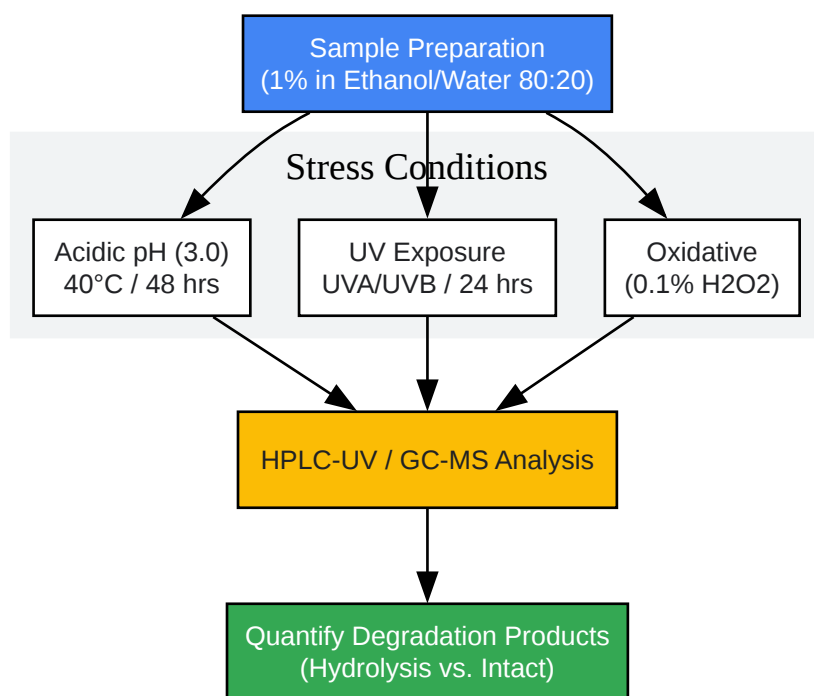 Sample Preparation
(1% in Ethanol/Water 80:20)
Stress Conditions
Acidic pH (3.0)
40°C / 48 hrs
UV Exposure
UVA/UVB / 24 hrs
Oxidative
(0.1% H2O2)
HPLC-UV / GC-MS Analysis
Quantify Degradation Products
(Hydrolysis vs. Intact)